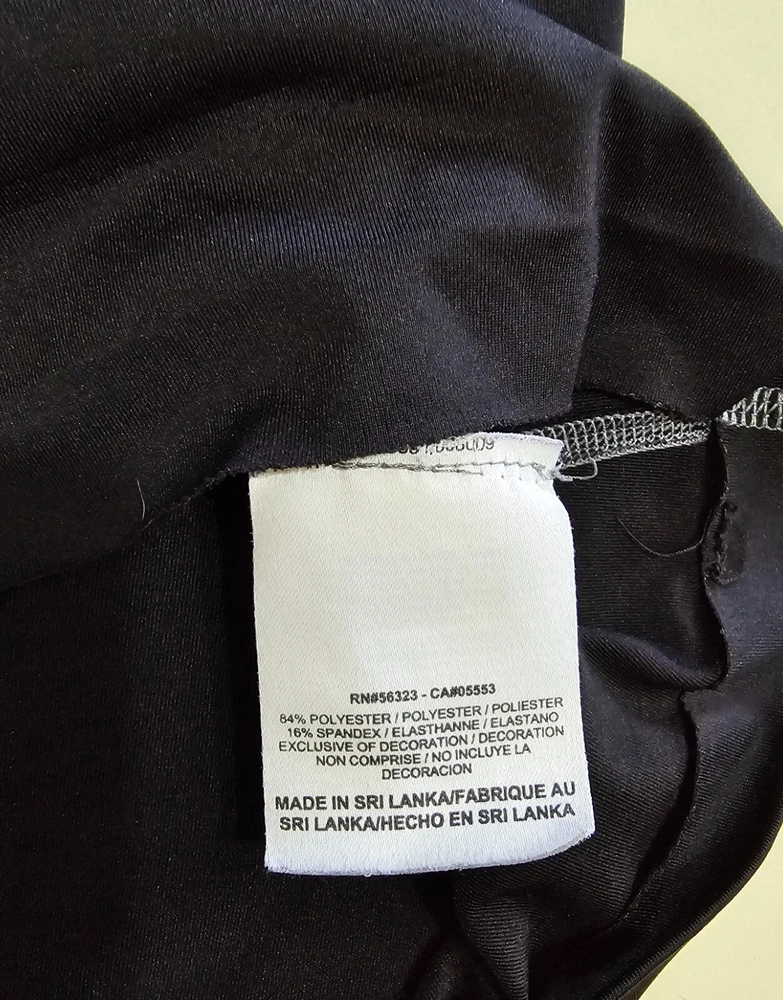 RN#56323 - CA#05553
84% POLYESTER / POLYESTER / POLIESTER
16% SPANDEX / ELASTHANNE / ELASTANO
EXCLUSIVE OF DECORATION / DECORATION
NON COMPRISE / NO INCLUYE LA
DECORACION
MADE IN SRI LANKA/FABRIQUE AU
SRI LANKA/HECHO EN SRI LANKA